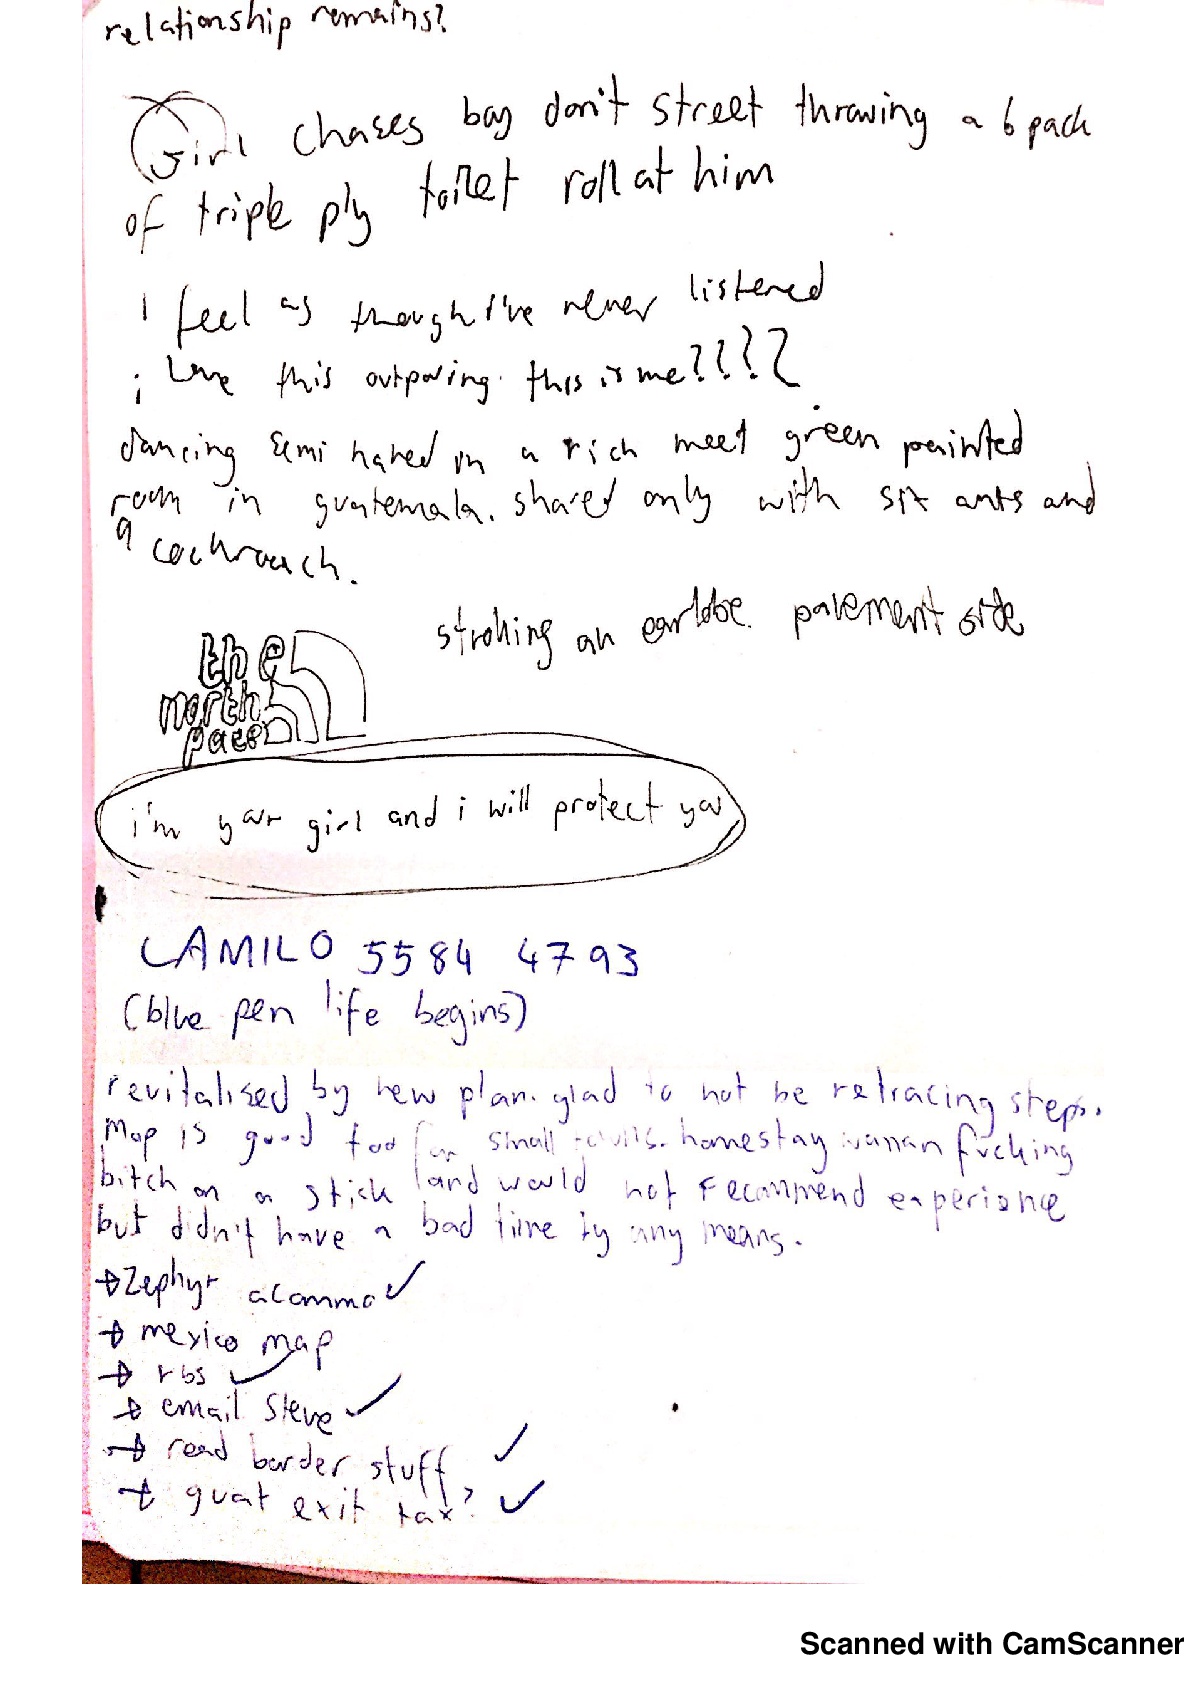 relationship remains?
Girl chases boy don't street throwing a 6 pack
of triple ply toilet roll at him
i feel as though i've never listened
i love this outpouring. this is me????
dancing semi naked in a rich meet green painted
room in guatemala. shared only with six ants and
a cockroach.
stroking an earlobe. pavement side
the
north
pace
i'm your girl and i will protect you
CAMILO 5584 4793
(blue pen life begins)
revitalised by new plan. glad to not be retracing steps.
map is good too for small towns. homestay woman fucking
bitch on a stick (and would not recommend experience
but didn't have a bad time by any means.
→ Zephyr acommo ✓
→ mexico map
→ rbs ✓
→ email Steve ✓
→ read border stuff ✓
→ guat exit tax? ✓
Scanned with CamScanner